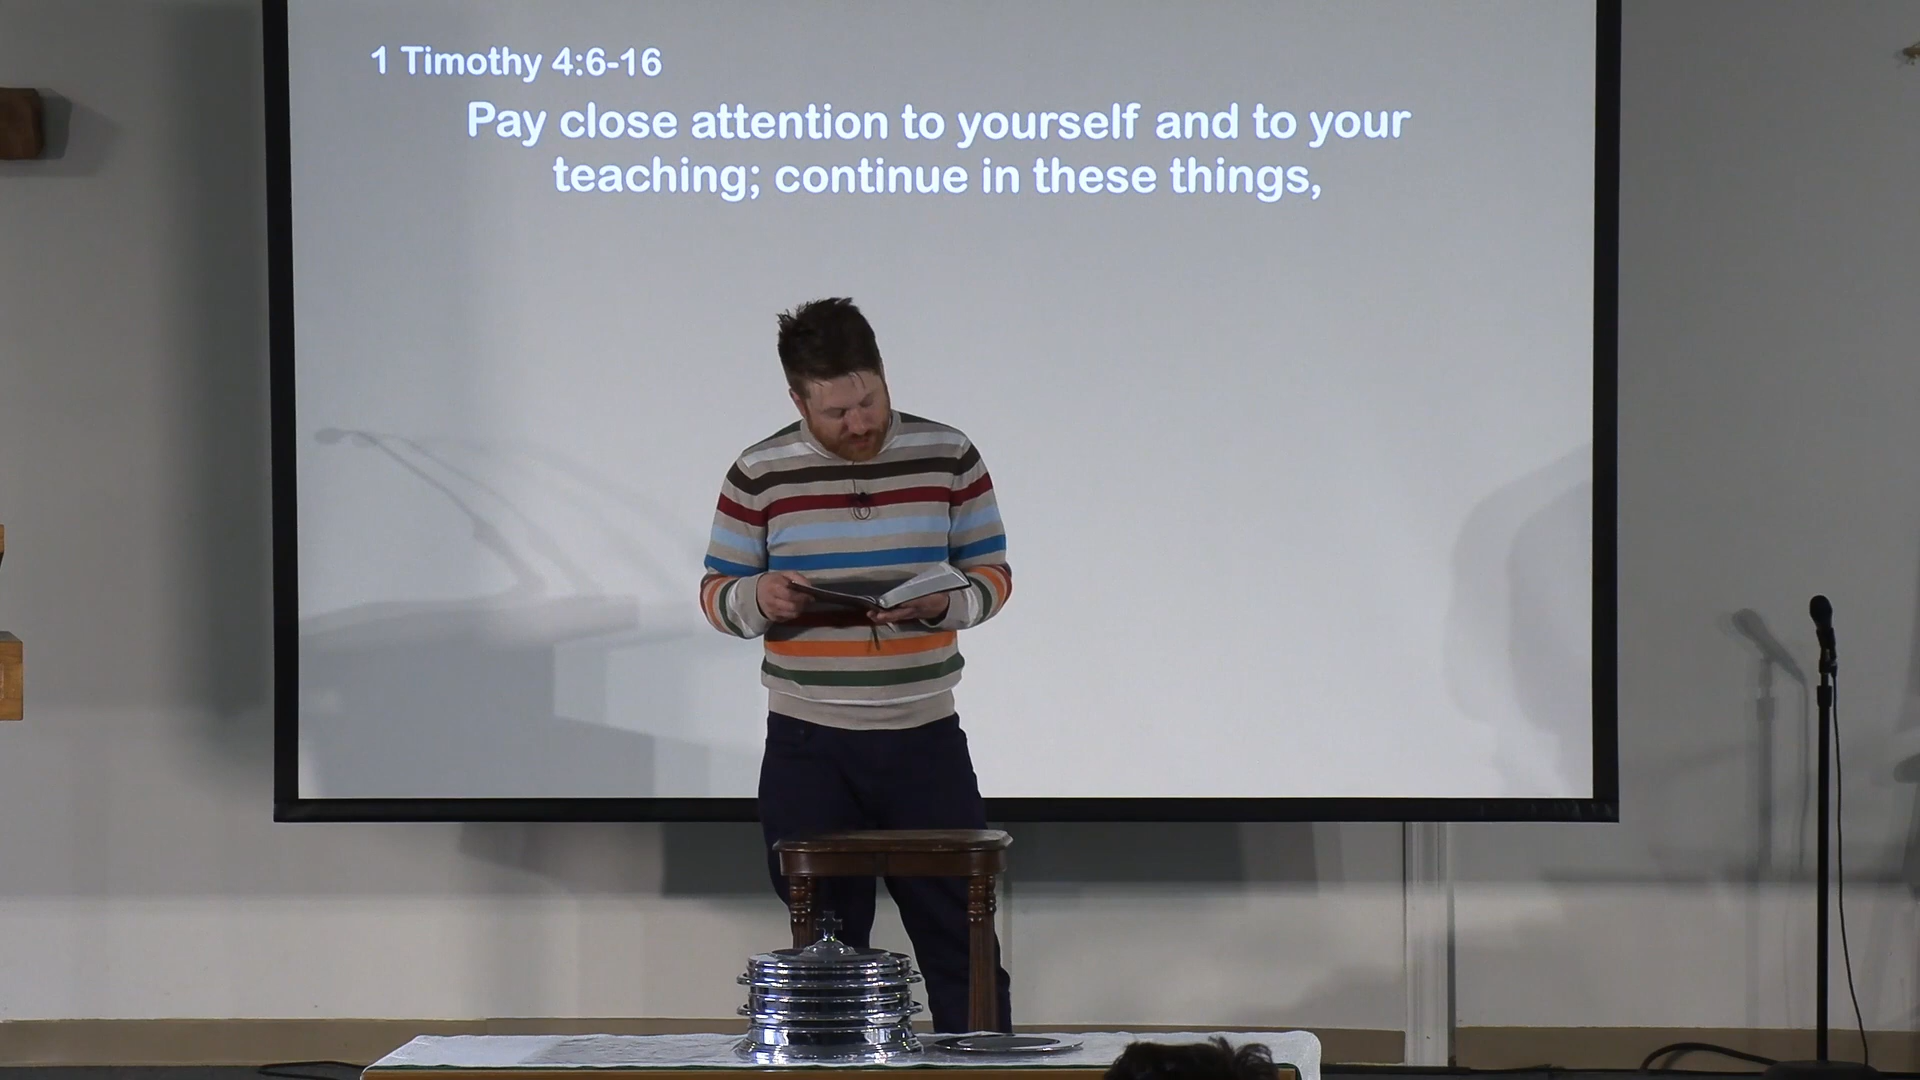 1 Timothy 4:6-16
Pay close attention to yourself and to your
teaching; continue in these things,